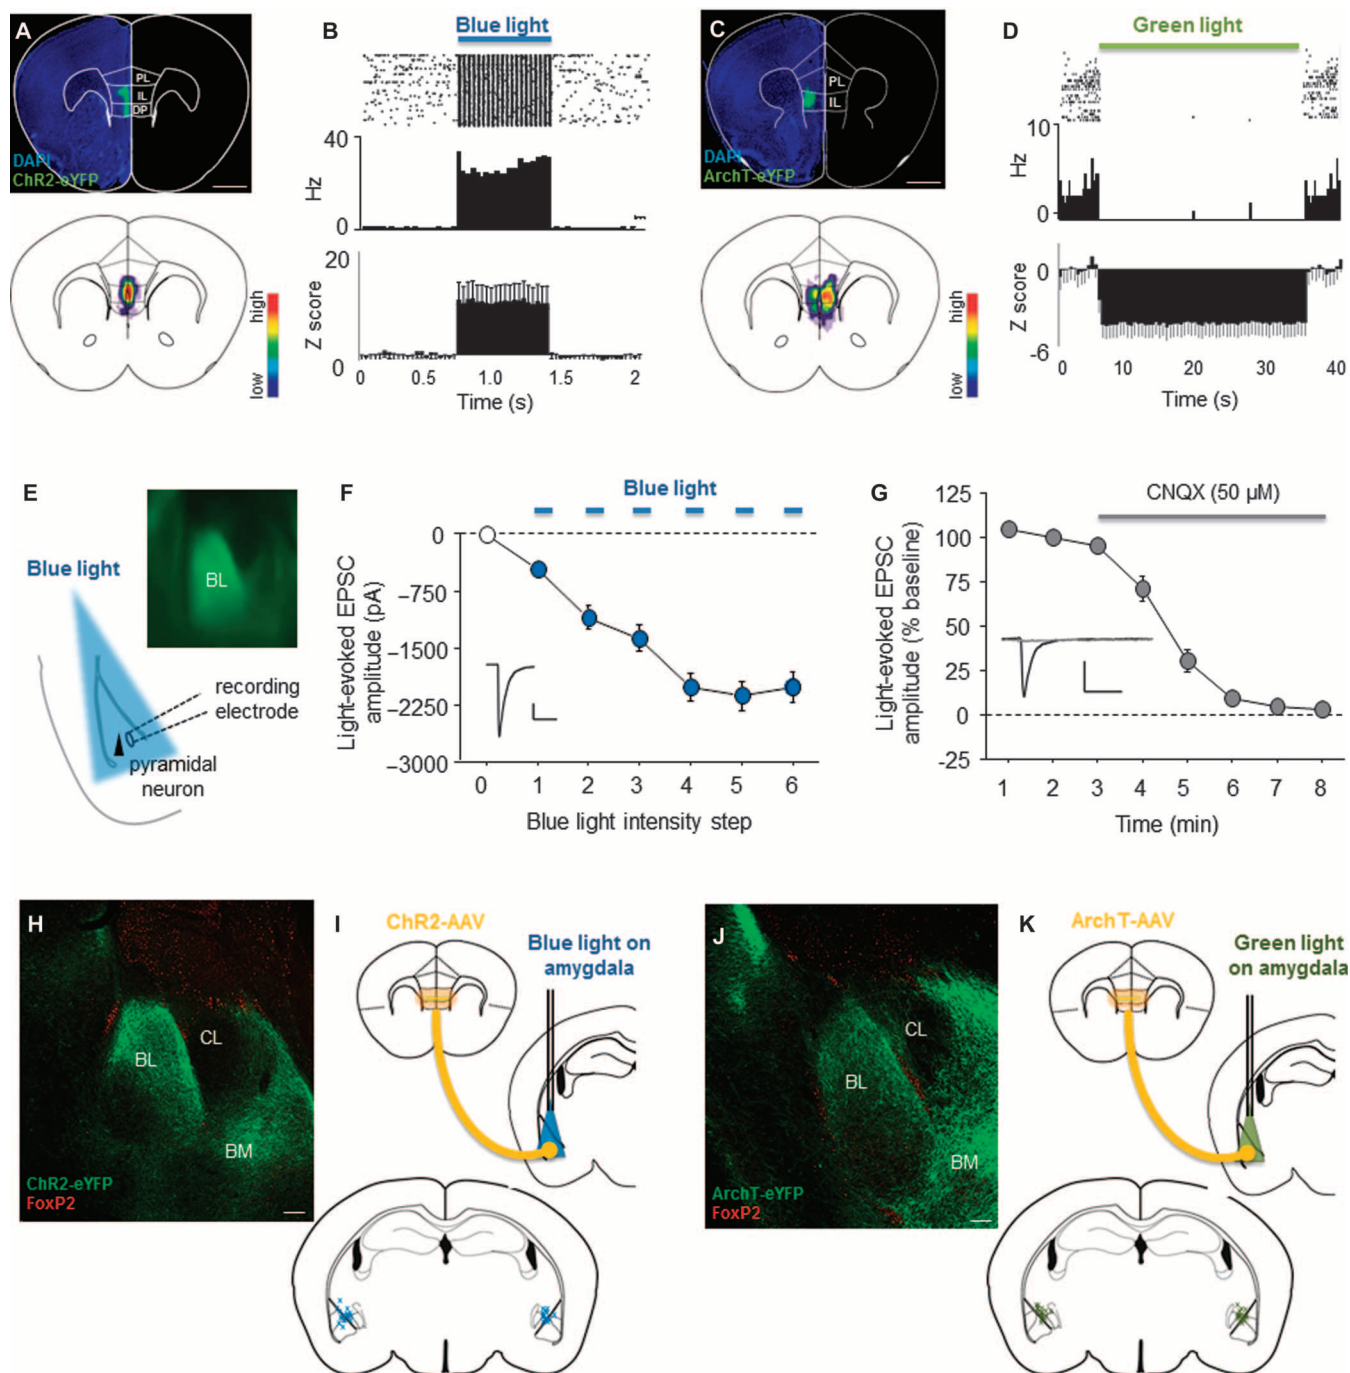 A
PL
IL
DP
DAPI
ChR2-eYFP
high
low
B
Blue light
40
Hz
0
20
Z score
0
0 0.5 1.0 1.5 2
Time (s)
C
PL
IL
DAPI
ArchT-eYFP
high
low
D
Green light
10
Hz
0
0
Z score
-6
0 10 20 30 40
Time (s)
E
BL
Blue light
recording
electrode
pyramidal
neuron
F
Blue light
0
−750
−1500
−2250
−3000
Light-evoked EPSC
amplitude (pA)
0 1 2 3 4 5 6
Blue light intensity step
G
CNQX (50 µM)
125
100
75
50
25
0
-25
Light-evoked EPSC
amplitude (% baseline)
1 2 3 4 5 6 7 8
Time (min)
H
CL
BL
BM
ChR2-eYFP
FoxP2
I
ChR2-AAV
Blue light on
amygdala
J
CL
BL
BM
ArchT-eYFP
FoxP2
K
ArchT-AAV
Green light
on amygdala